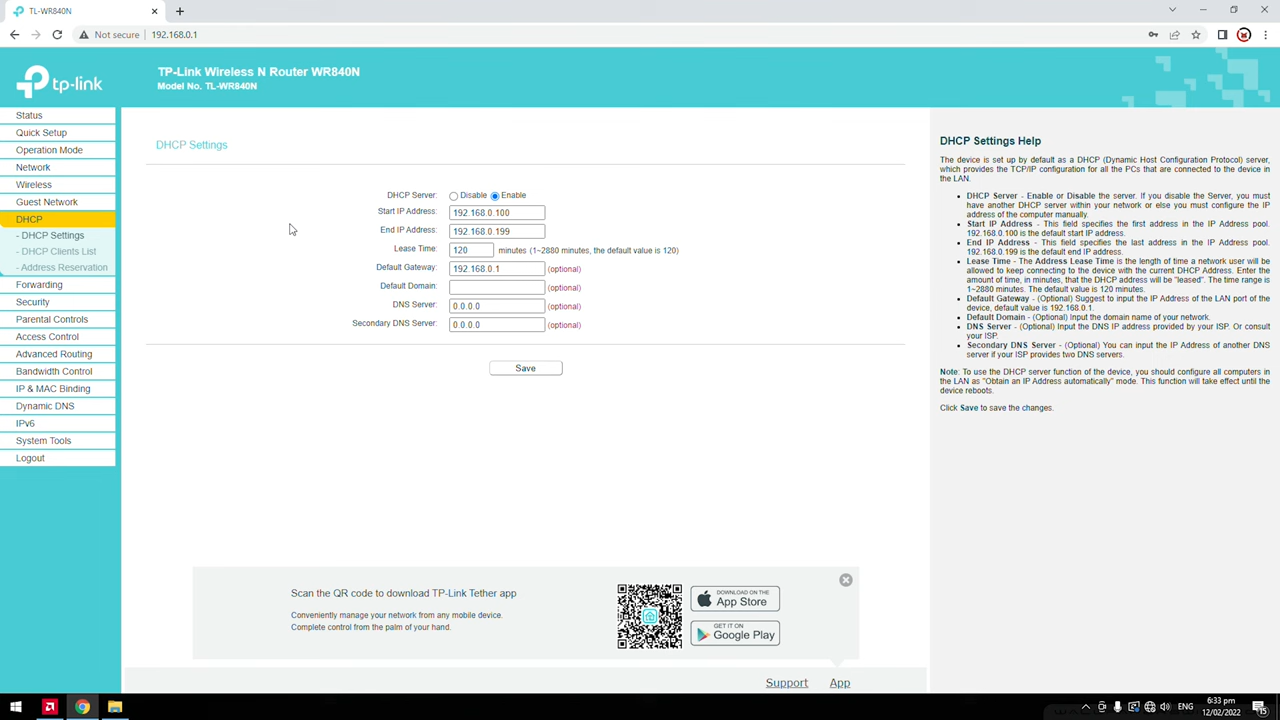 TL-WR840N
Not secure
192.168.0.1
tp-link
TP-Link Wireless N Router WR840N
Model No. TL-WR840N
Status
Quick Setup
Operation Mode
Network
Wireless
Guest Network
DHCP
- DHCP Settings
- DHCP Clients List
- Address Reservation
Forwarding
Security
Parental Controls
Access Control
Advanced Routing
Bandwidth Control
IP & MAC Binding
Dynamic DNS
IPv6
System Tools
Logout
DHCP Settings
DHCP Server: Disable Enable
Start IP Address: 192.168.0.100
End IP Address: 192.168.0.199
Lease Time: 120 minutes (1~2880 minutes, the default value is 120)
Default Gateway: 192.168.0.1 (optional)
Default Domain: (optional)
DNS Server: 0.0.0.0 (optional)
Secondary DNS Server: 0.0.0.0 (optional)
Save
Scan the QR code to download TP-Link Tether app
Conveniently manage your network from any mobile device.
Complete control from the palm of your hand.
DOWNLOAD ON THE
App Store
GET IT ON
Google Play
Support App
DHCP Settings Help
The device is set up by default as a DHCP (Dynamic Host Configuration Protocol) server,
which provides the TCP/IP configuration for all the PCs that are connected to the device in
the LAN.
• DHCP Server - Enable or Disable the server. If you disable the Server, you must
have another DHCP server within your network or else you must configure the IP
address of the computer manually.
• Start IP Address - This field specifies the first address in the IP Address pool.
192.168.0.100 is the default start IP address.
• End IP Address - This field specifies the last address in the IP Address pool.
192.168.0.199 is the default end IP address.
• Lease Time - The Address Lease Time is the length of time a network user will be
allowed to keep connecting to the device with the current DHCP Address. Enter the
amount of time, in minutes, that the DHCP address will be "leased". The time range is
1~2880 minutes. The default value is 120 minutes.
• Default Gateway - (Optional) Suggest to input the IP Address of the LAN port of the
device, default value is 192.168.0.1.
• Default Domain - (Optional) Input the domain name of your network.
• DNS Server - (Optional) Input the DNS IP address provided by your ISP. Or consult
your ISP.
• Secondary DNS Server - (Optional) You can input the IP Address of another DNS
server if your ISP provides two DNS servers.
Note: To use the DHCP server function of the device, you should configure all computers in
the LAN as "Obtain an IP Address automatically" mode. This function will take effect until the
device reboots.
Click Save to save the changes.
ENG
6:33 pm
12/02/2022
15